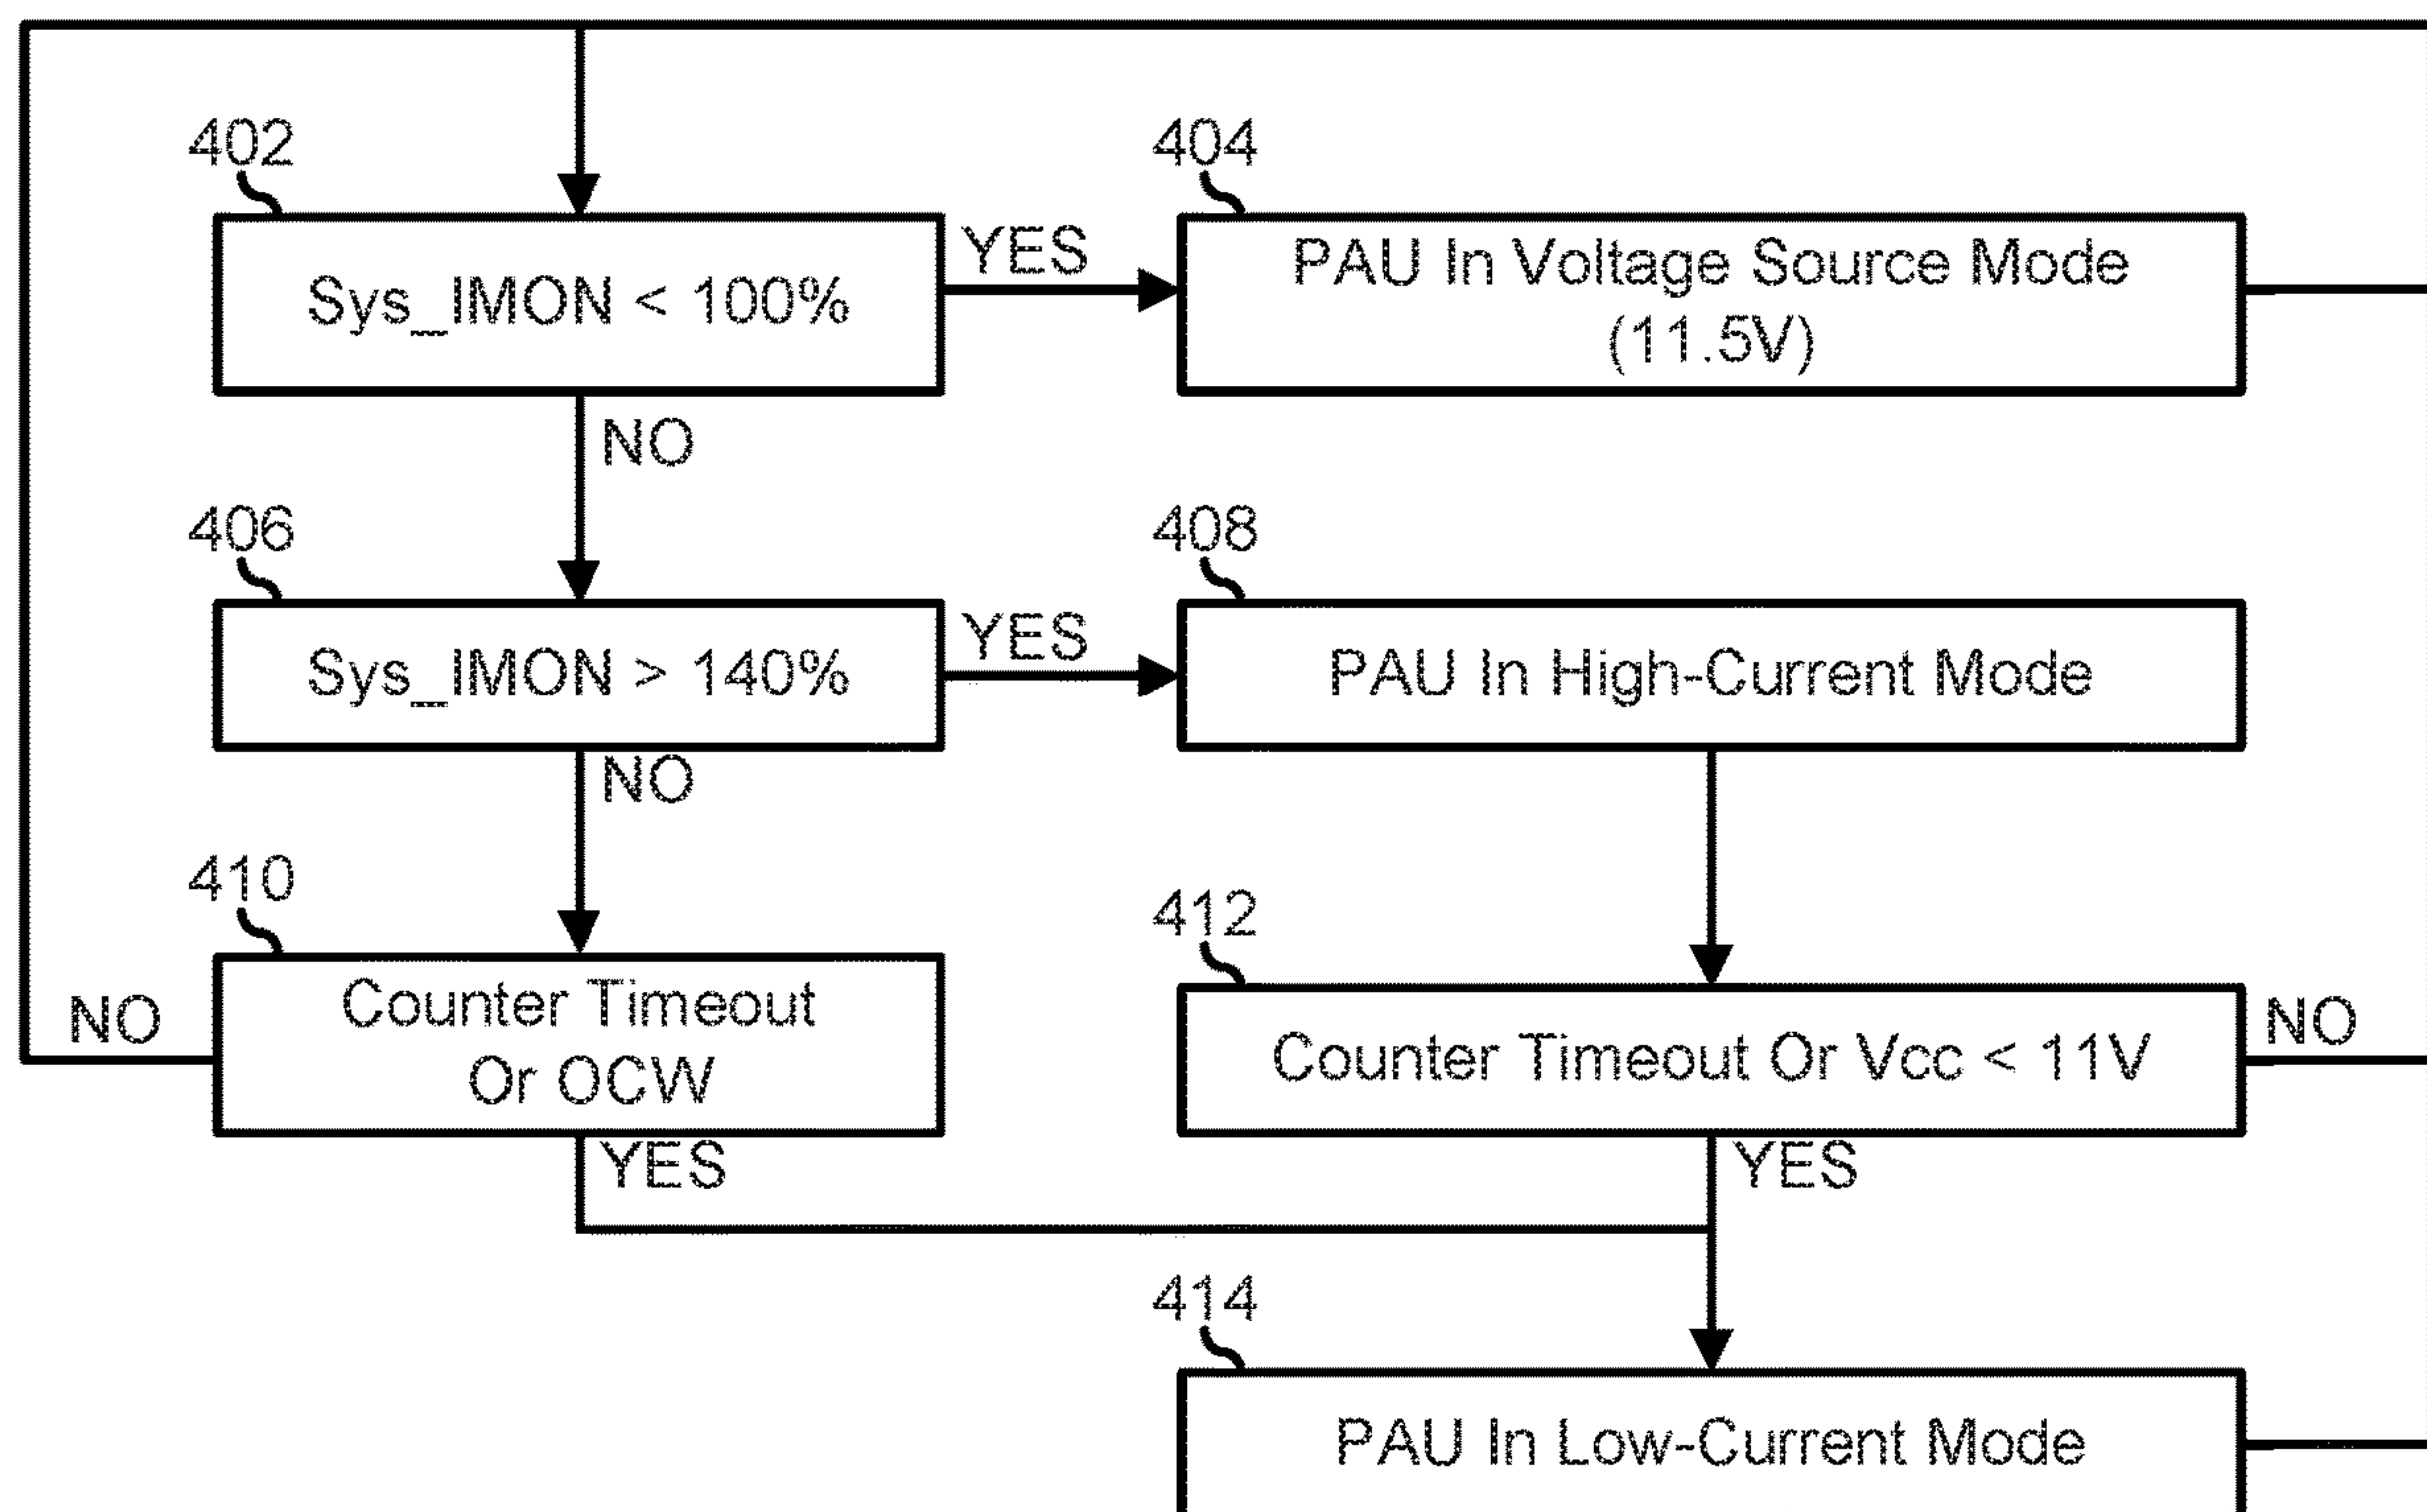 402
404
Sys_IMON < 100%
YES
PAU In Voltage Source Mode
(11.5V)
NO
406
408
Sys_IMON > 140%
YES
PAU In High-Current Mode
NO
410
412
NO
Counter Timeout
Or OCW
Counter Timeout Or Vcc < 11V
NO
YES
YES
414
PAU In Low-Current Mode